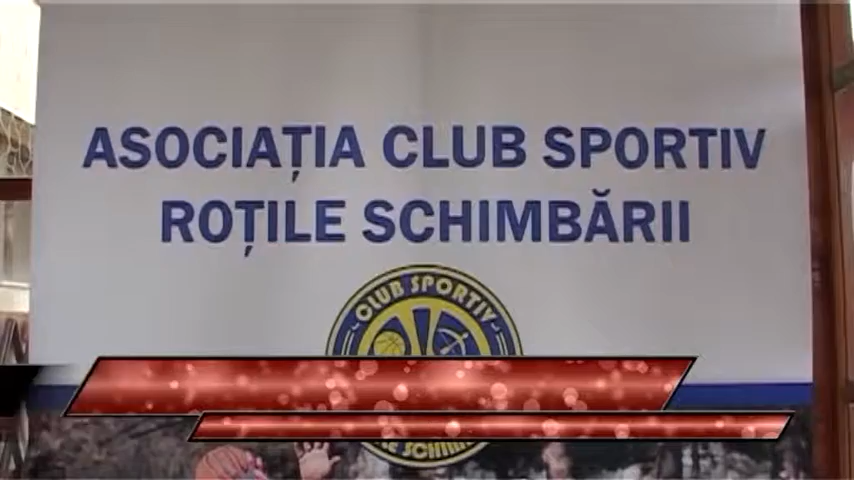 ASOCIAȚIA CLUB SPORTIV
ROȚILE SCHIMBĂRII
CLUB SPORTIV